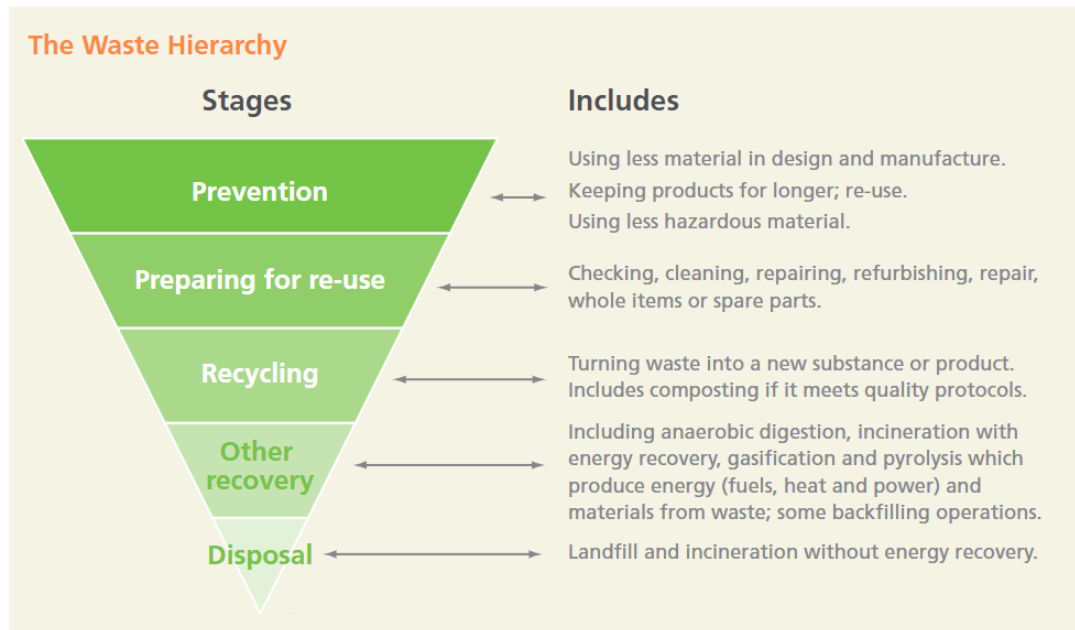 The Waste Hierarchy
Stages
Includes
Prevention
Using less material in design and manufacture.
Keeping products for longer; re-use.
Using less hazardous material.
Preparing for re-use
Checking, cleaning, repairing, refurbishing, repair,
whole items or spare parts.
Recycling
Turning waste into a new substance or product.
Includes composting if it meets quality protocols.
Other
recovery
Including anaerobic digestion, incineration with
energy recovery, gasification and pyrolysis which
produce energy (fuels, heat and power) and
materials from waste; some backfilling operations.
Disposal
Landfill and incineration without energy recovery.